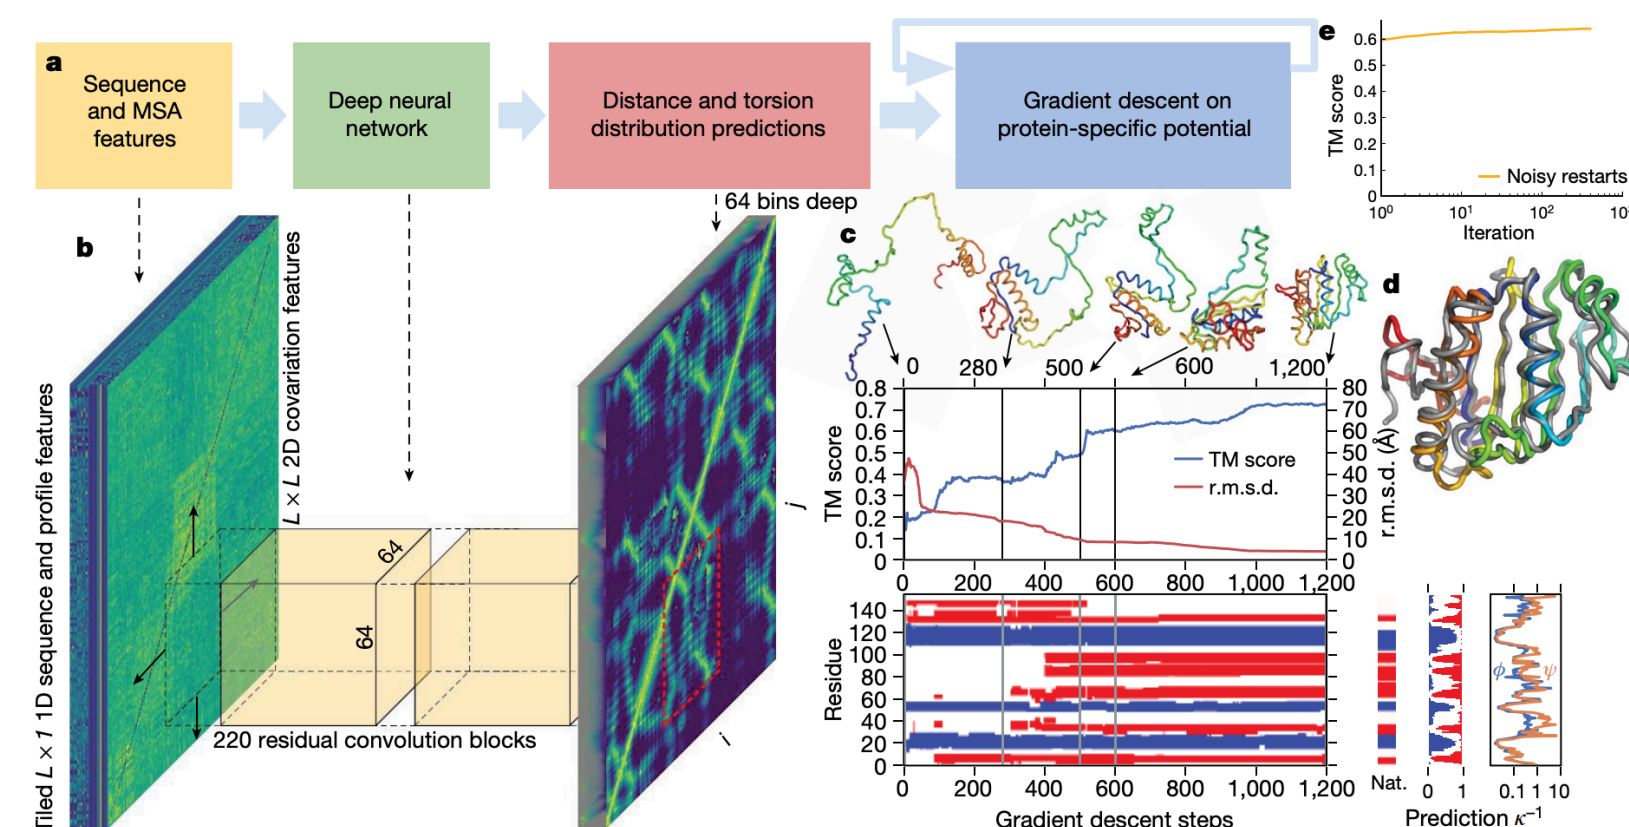 a
Sequence
and MSA
features
Deep neural
network
Distance and torsion
distribution predictions
Gradient descent on
protein-specific potential
e
TM score
0.6
0.5
0.4
0.3
0.2
0.1
0
Noisy restarts
10⁰ 10¹ 10²
Iteration
b
Tiled L × 1 1D sequence and profile features
L × L 2D covariation features
64
64
220 residual convolution blocks
64 bins deep
j
i
c
0 280 500 600 1,200
TM score
0.8
0.7
0.6
0.5
0.4
0.3
0.2
0.1
0
TM score
r.m.s.d.
80
70
60
50
40
30
20
10
0
r.m.s.d. (Å)
0 200 400 600 800 1,000 1,200
Residue
140
120
100
80
60
40
20
0
0 200 400 600 800 1,000 1,200
Gradient descent steps
d
Nat.
0 1
ϕ ψ
0.1 1 10
Prediction κ⁻¹